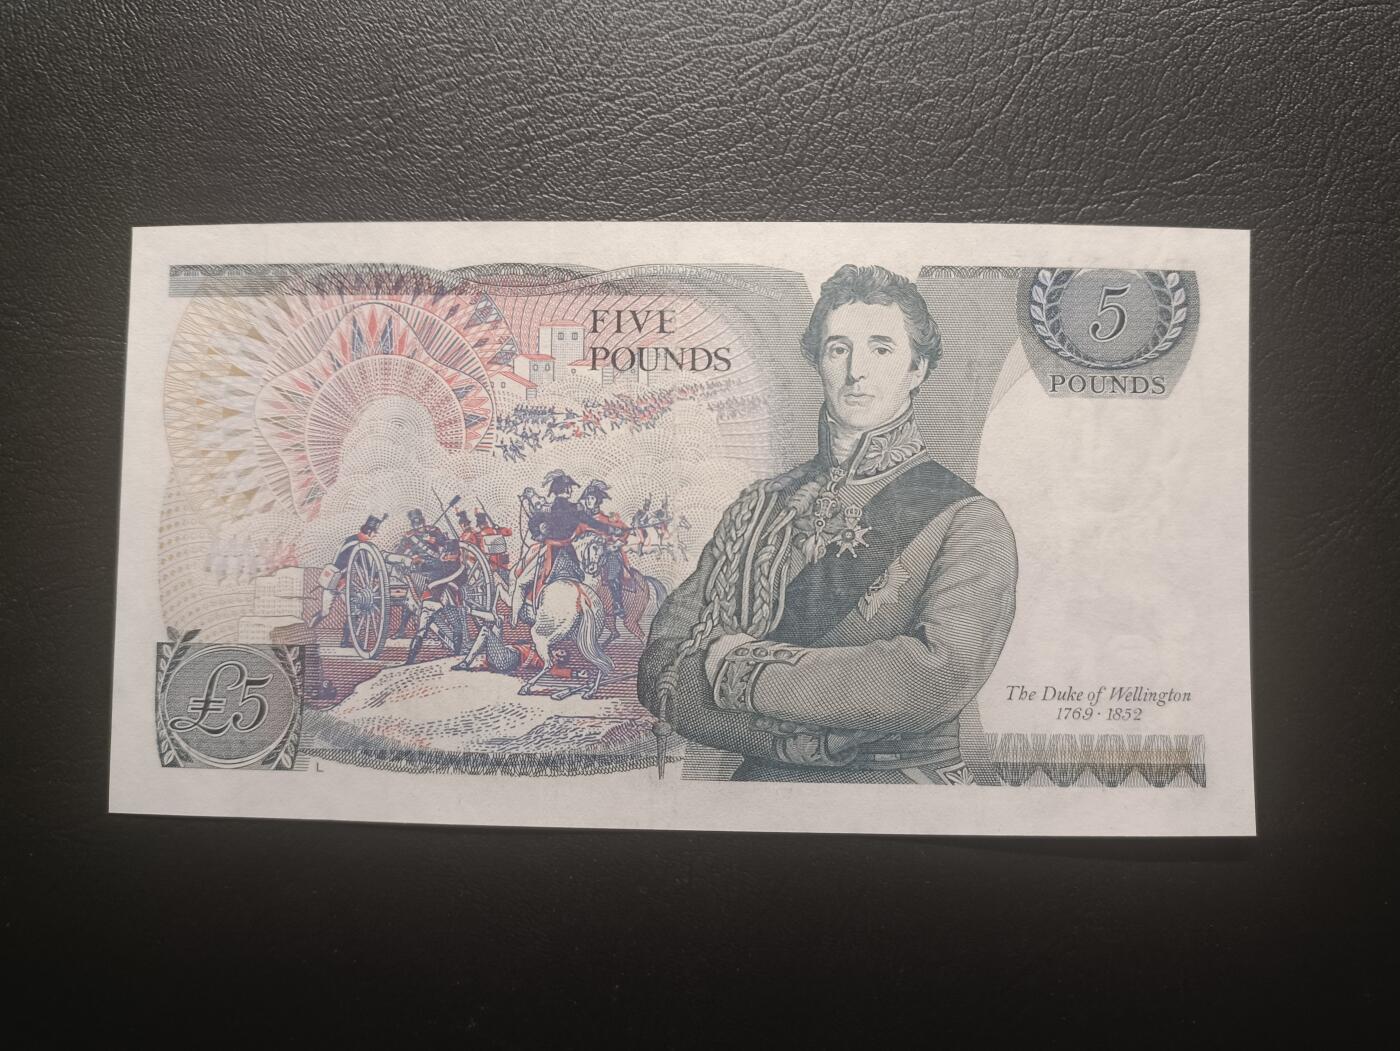 FIVE
POUNDS
5
POUNDS
£5
The Duke of Wellington
1769 · 1852
L